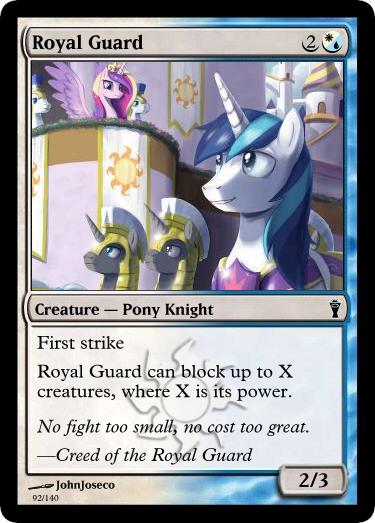 Royal Guard 2
Creature — Pony Knight
First strike
Royal Guard can block up to X
creatures, where X is its power.
No fight too small, no cost too great.
—Creed of the Royal Guard
2/3
JohnJoseco
92/140